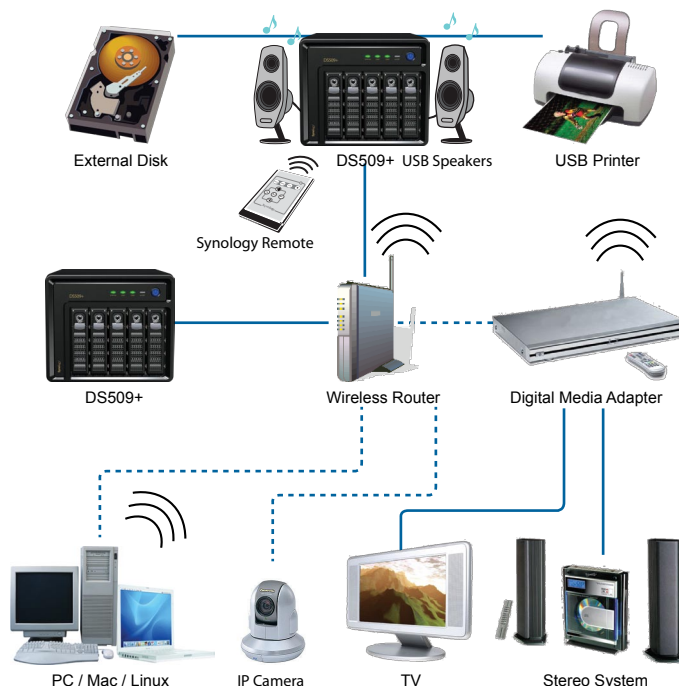 External Disk
DS509+
USB Speakers
USB Printer
Synology Remote
DS509+
Wireless Router
Digital Media Adapter
PC / Mac / Linux
IP Camera
TV
Stereo System